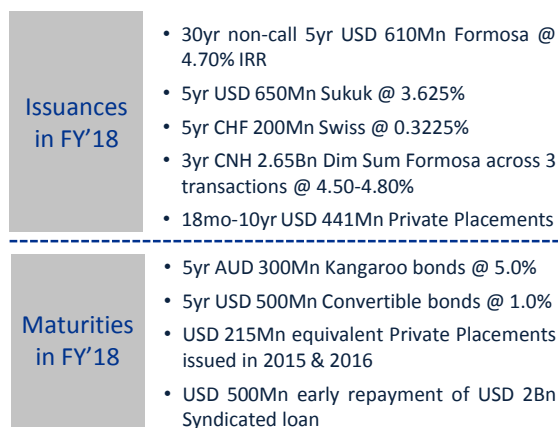 Issuances
in FY'18
• 30yr non-call 5yr USD 610Mn Formosa @
4.70% IRR
• 5yr USD 650Mn Sukuk @ 3.625%
• 5yr CHF 200Mn Swiss @ 0.3225%
• 3yr CNH 2.65Bn Dim Sum Formosa across 3
transactions @ 4.50-4.80%
• 18mo-10yr USD 441Mn Private Placements
Maturities
in FY'18
• 5yr AUD 300Mn Kangaroo bonds @ 5.0%
• 5yr USD 500Mn Convertible bonds @ 1.0%
• USD 215Mn equivalent Private Placements
issued in 2015 & 2016
• USD 500Mn early repayment of USD 2Bn
Syndicated loan